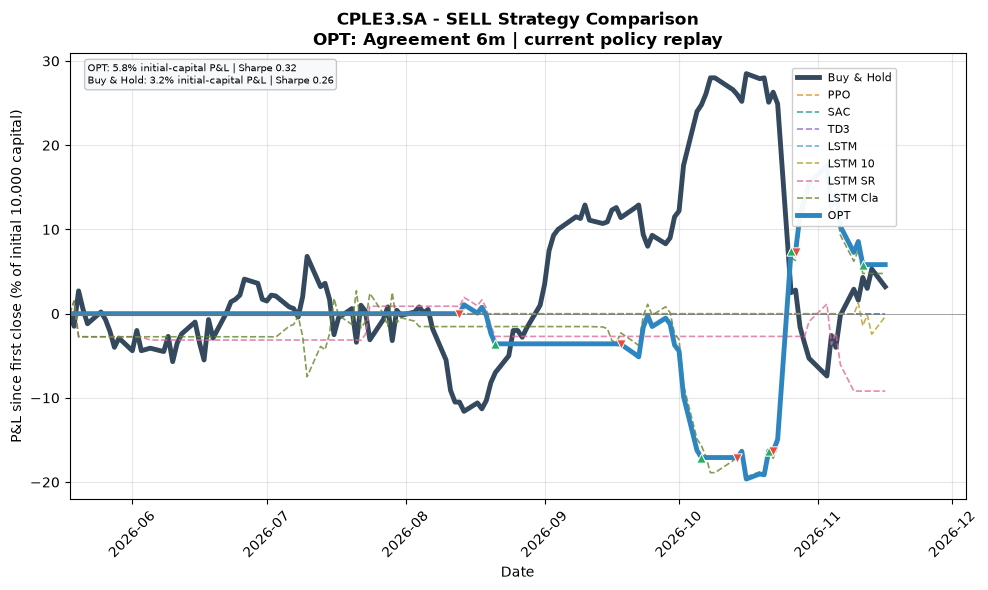 CPLE3.SA - SELL Strategy Comparison
OPT: Agreement 6m | current policy replay
OPT: 5.8% initial-capital P&L | Sharpe 0.32
Buy & Hold: 3.2% initial-capital P&L | Sharpe 0.26
Buy & Hold
PPO
SAC
TD3
LSTM
LSTM 10
LSTM SR
LSTM Cla
OPT
P&L since first close (% of initial 10,000 capital)
30
20
10
0
−10
−20
2026-06
2026-07
2026-08
2026-09
2026-10
2026-11
2026-12
Date